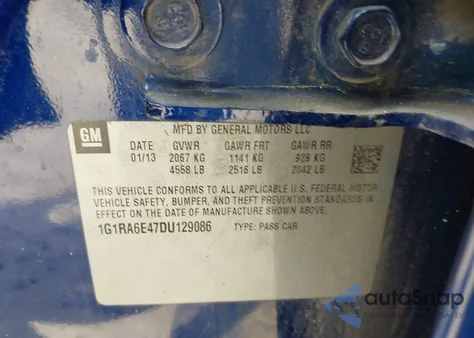 GM
MFD BY GENERAL MOTORS LLC
DATE GVWR GAWR FRT GAWR RR
01/13 2067 KG 1141 KG 926 KG
4558 LB 2516 LB 2042 LB
THIS VEHICLE CONFORMS TO ALL APPLICABLE U.S. FEDERAL MOTOR
VEHICLE SAFETY, BUMPER, AND THEFT PREVENTION STANDARDS
IN EFFECT ON THE DATE OF MANUFACTURE SHOWN ABOVE.
1G1RA6E47DU129086 TYPE: PASS CAR
autoSnap